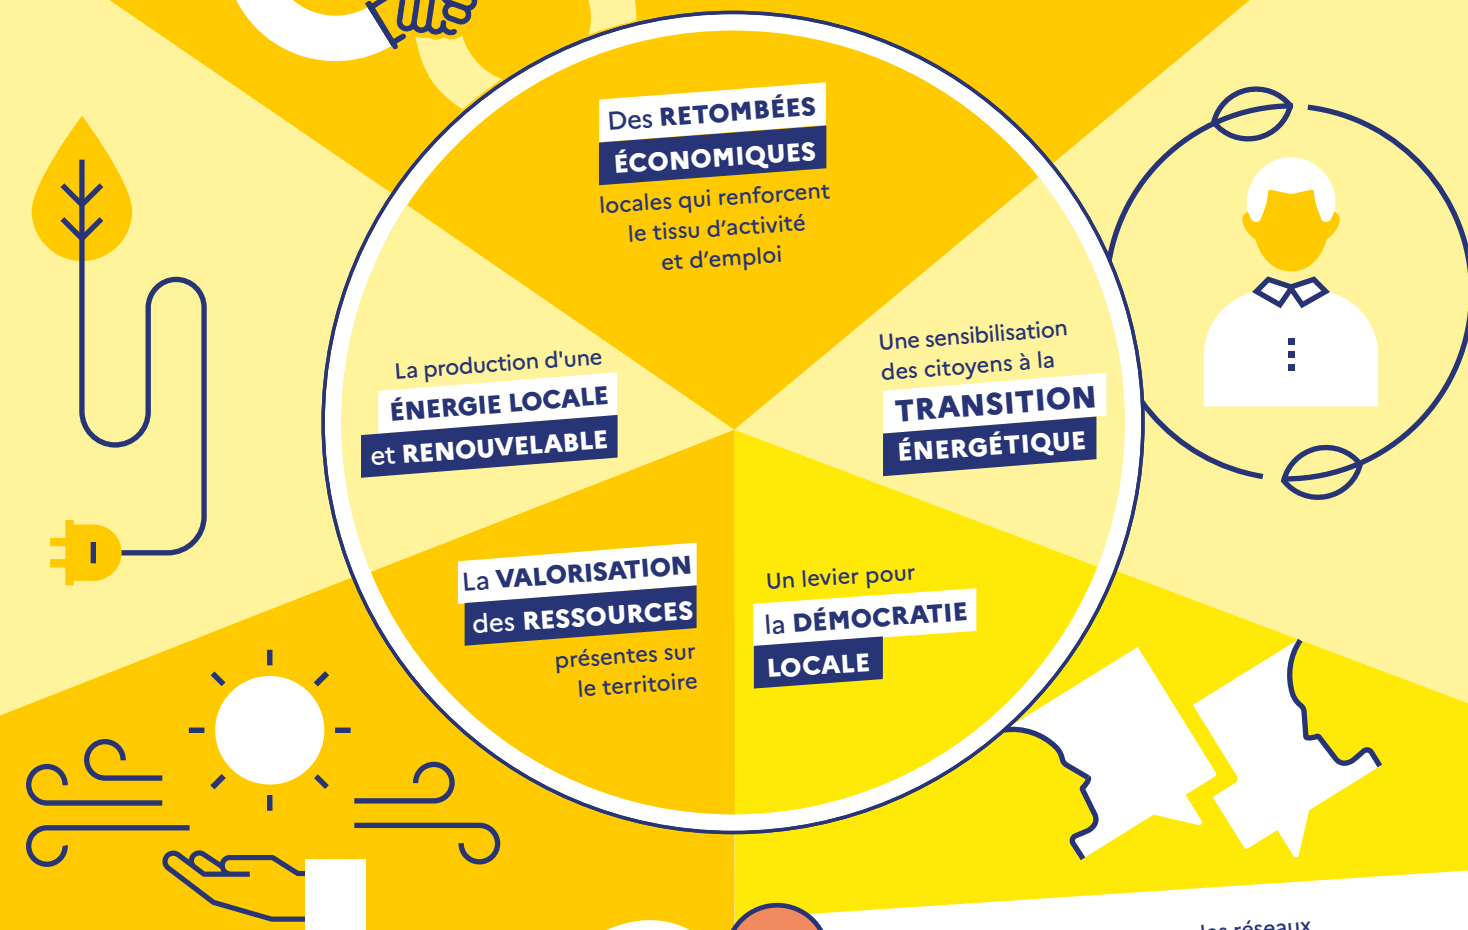 Des RETOMBÉES
ÉCONOMIQUES
locales qui renforcent
le tissu d’activité
et d’emploi
La production d'une
ÉNERGIE LOCALE
et RENOUVELABLE
Une sensibilisation
des citoyens à la
TRANSITION
ÉNERGÉTIQUE
La VALORISATION
des RESSOURCES
présentes sur
le territoire
Un levier pour
la DÉMOCRATIE
LOCALE
les réseaux